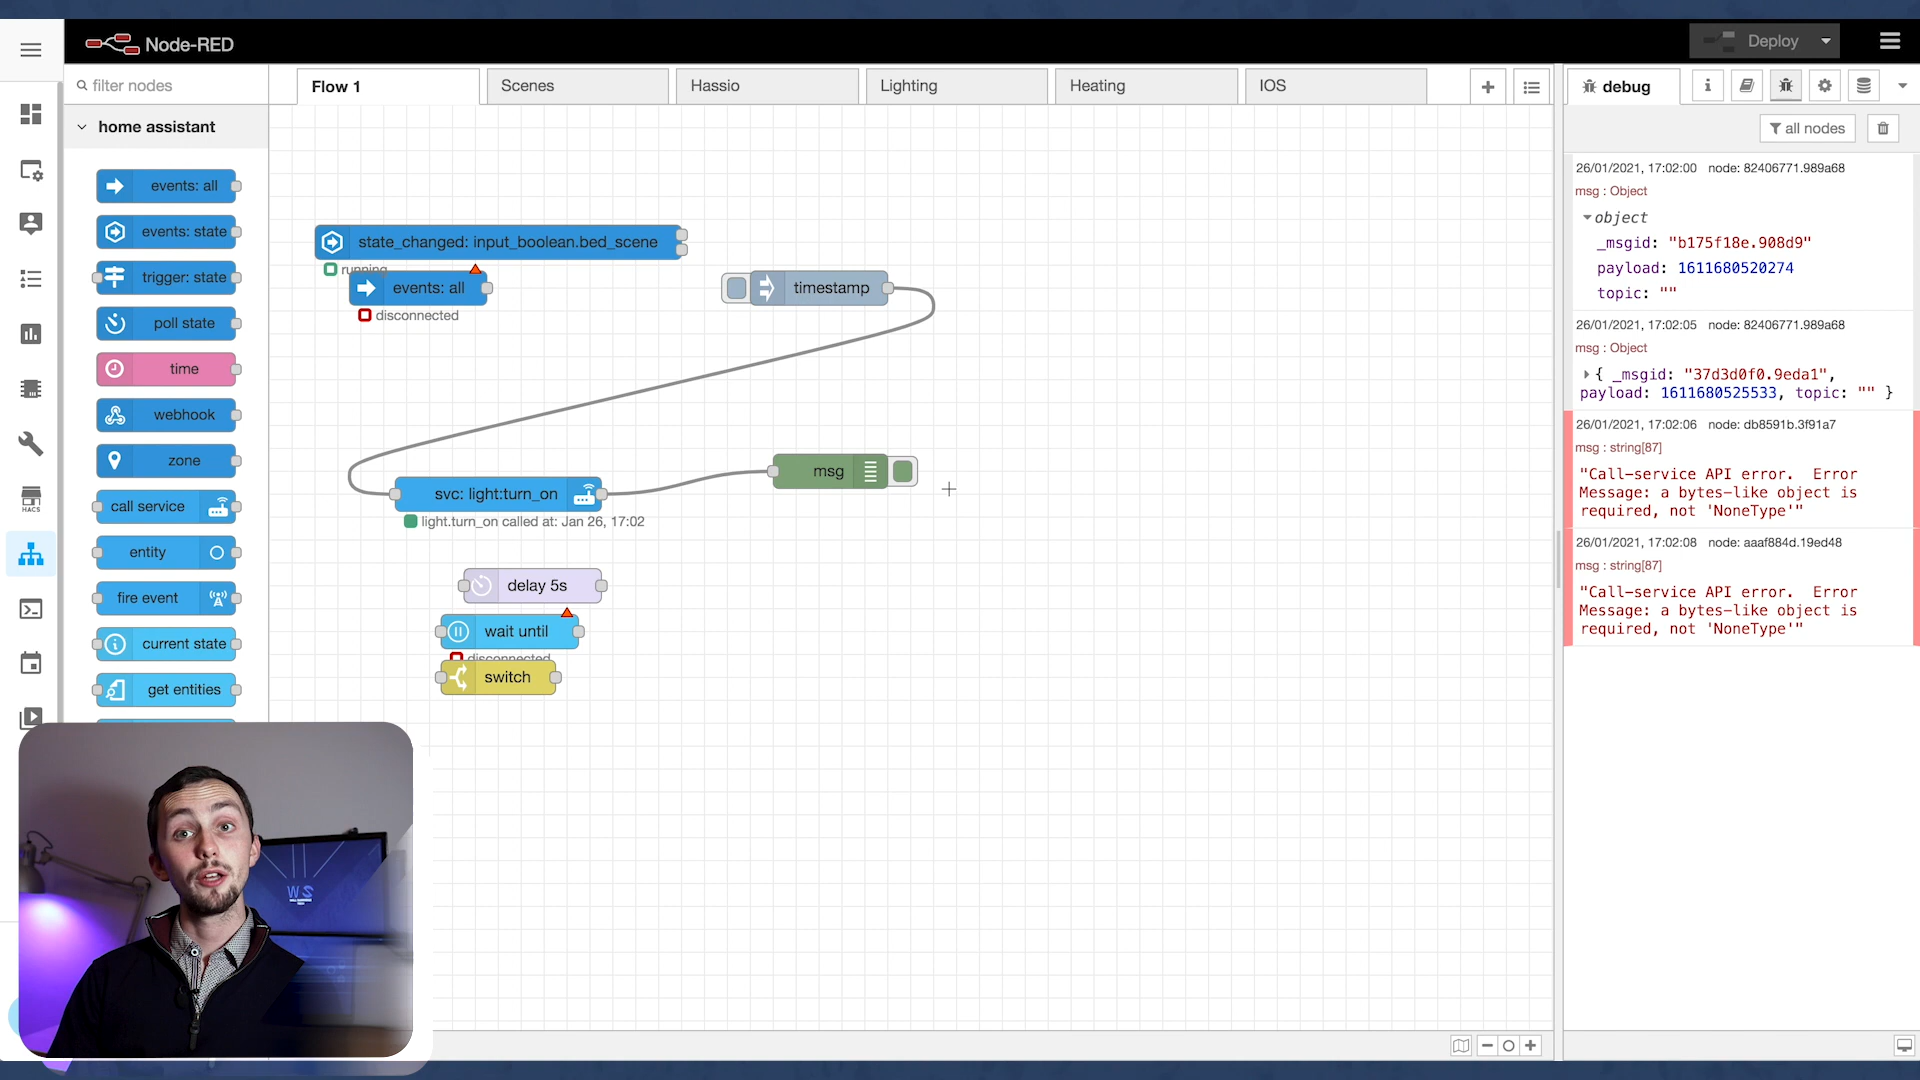 Node-RED
Deploy
filter nodes
Flow 1
Scenes
Hassio
Lighting
Heating
IOS
debug
all nodes
home assistant
events: all
events: state
trigger: state
poll state
time
webhook
zone
call service
entity
fire event
current state
get entities
HACS
state_changed: input_boolean.bed_scene
running
events: all
disconnected
timestamp
msg
svc: light:turn_on
light.turn_on called at: Jan 26, 17:02
delay 5s
wait until
disconnected
switch
26/01/2021, 17:02:00 node: 82406771.989a68
msg : Object
object
_msgid: "b175f18e.908d9"
payload: 1611680520274
topic: ""
26/01/2021, 17:02:05 node: 82406771.989a68
msg : Object
{ _msgid: "37d3d0f0.9eda1",
payload: 1611680525533, topic: "" }
26/01/2021, 17:02:06 node: db8591b.3f91a7
msg : string[87]
"Call-service API error. Error
Message: a bytes-like object is
required, not 'NoneType'"
26/01/2021, 17:02:08 node: aaaf884d.19ed48
msg : string[87]
"Call-service API error. Error
Message: a bytes-like object is
required, not 'NoneType'"
WS